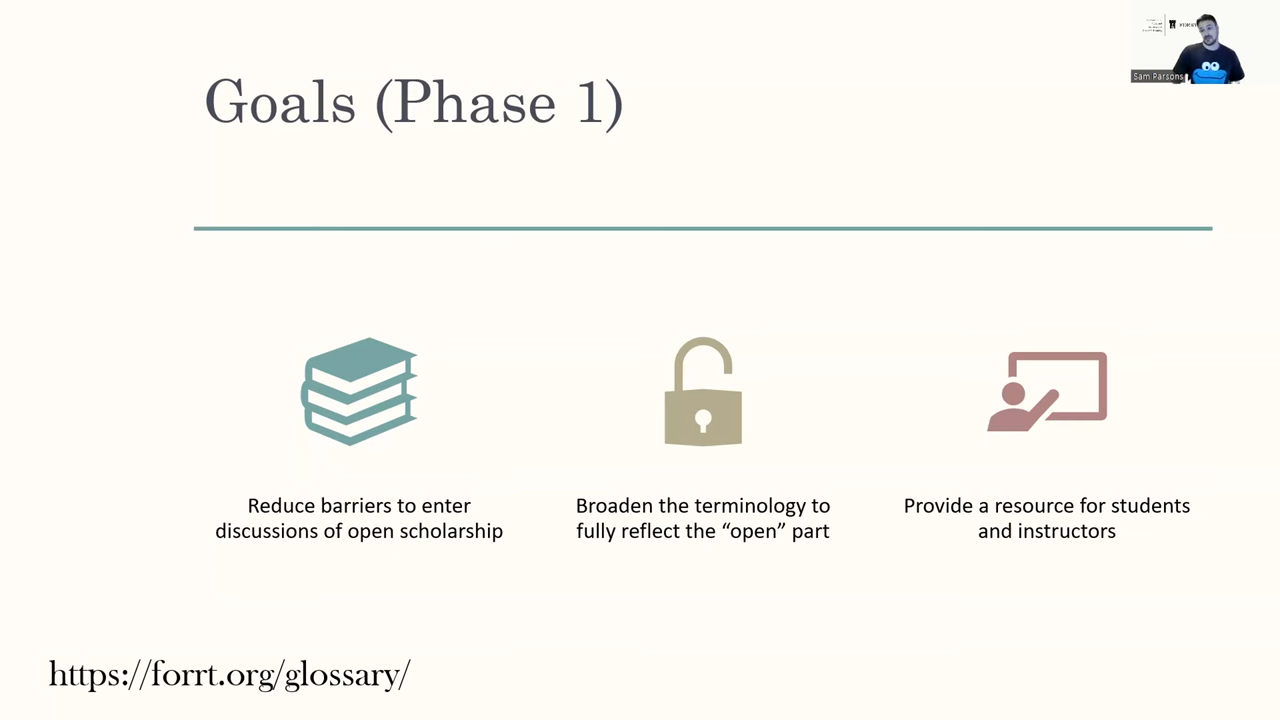 Goals (Phase 1)
Sam Parsons
Reduce barriers to enter
discussions of open scholarship
Broaden the terminology to
fully reflect the “open” part
Provide a resource for students
and instructors
https://forrt.org/glossary/